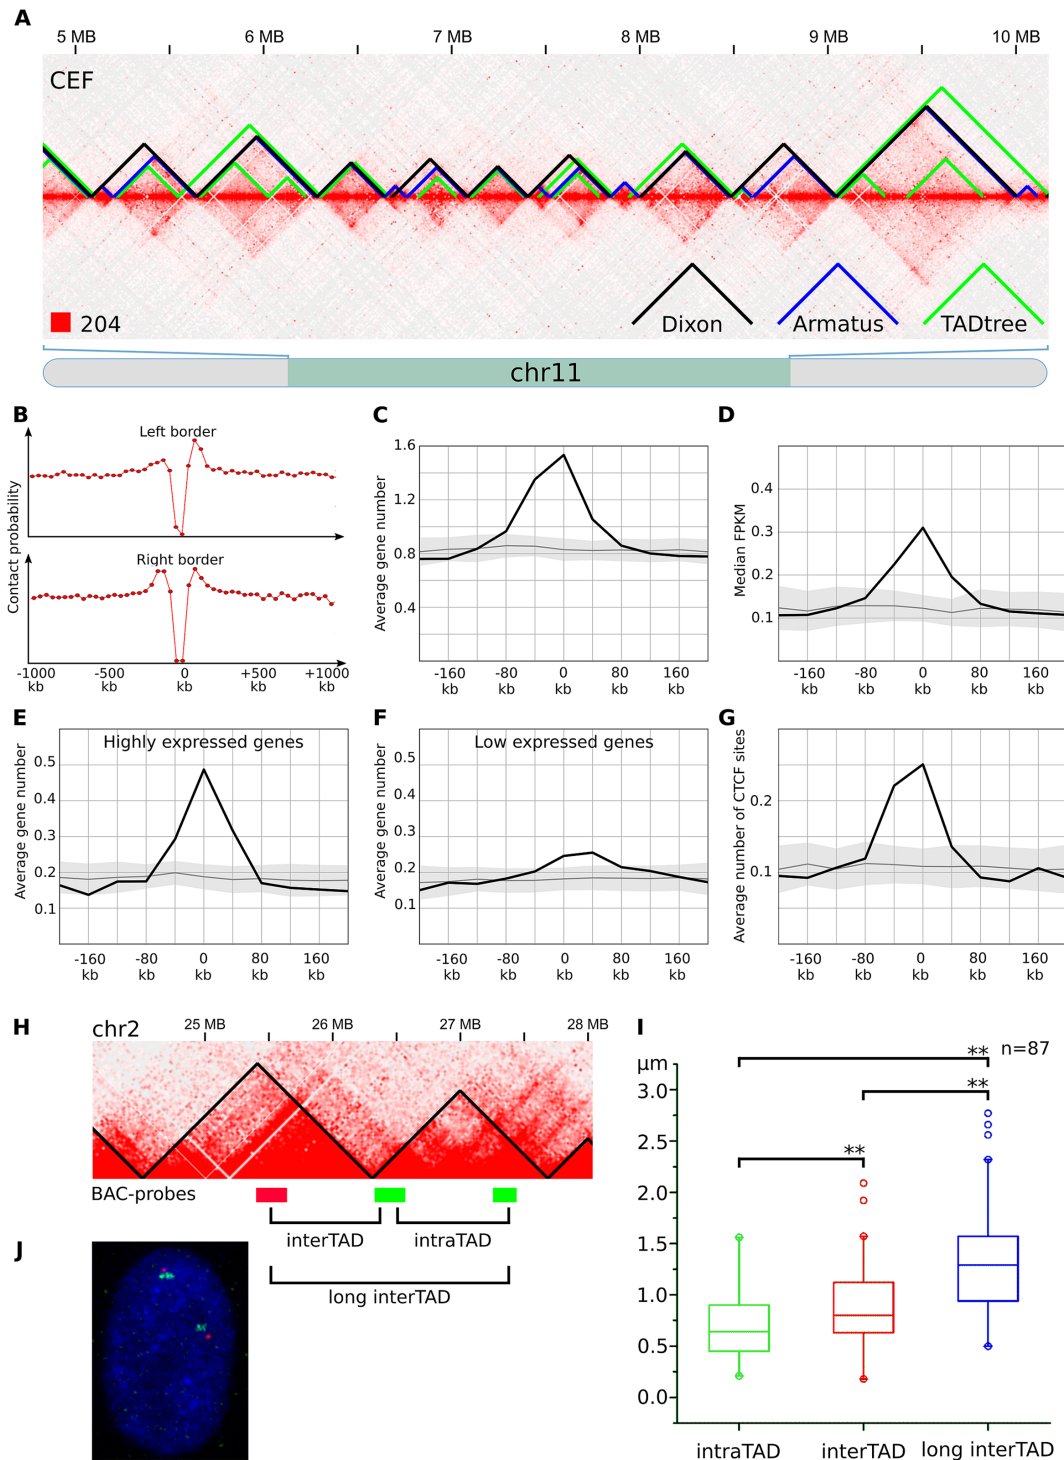 A
5 MB 6 MB 7 MB 8 MB 9 MB 10 MB
CEF
204
Dixon Armatus TADtree
chr11
B
Left border
Contact probability
Right border
-1000 kb -500 kb 0 kb +500 kb +1000 kb
C
1.6
1.2
0.8
0.4
Average gene number
-160 kb -80 kb 0 kb 80 kb 160 kb
D
0.4
0.3
0.2
0.1
Median FPKM
-160 kb -80 kb 0 kb 80 kb 160 kb
E
Highly expressed genes
0.5
0.4
0.3
0.2
0.1
Average gene number
-160 kb -80 kb 0 kb 80 kb 160 kb
F
Low expressed genes
0.5
0.4
0.3
0.2
0.1
Average gene number
-160 kb -80 kb 0 kb 80 kb 160 kb
G
0.2
0.1
Average number of CTCF sites
-160 kb -80 kb 0 kb 80 kb 160 kb
H
chr2
25 MB 26 MB 27 MB 28 MB
BAC-probes
interTAD intraTAD
long interTAD
I
n=87
µm
**
**
**
3.0
2.5
2.0
1.5
1.0
0.5
0.0
intraTAD interTAD long interTAD
J